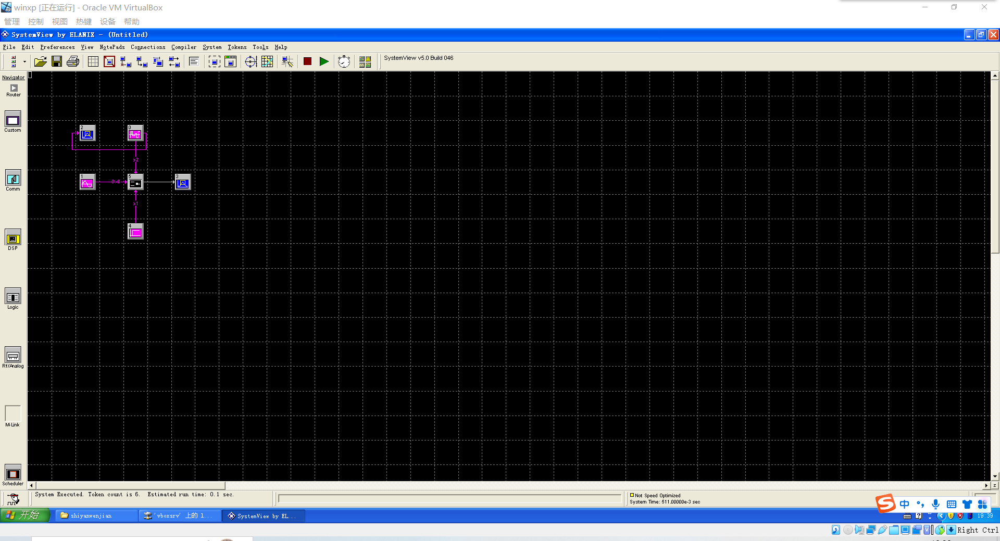 winxp [正在运行] - Oracle VM VirtualBox
管理 控制 视图 热键 设备 帮助
SystemView by ELANIX - (Untitled)
File Edit Preferences View NotePads Connections Compiler System Tokens Tools Help
SystemView v5.0 Build 046
Navigator
Router
Custom
Comm
DSP
Logic
Rf/Analog
M-Link
Scheduler
2
0
>2
1
0>0
5
3
>1
4
z
System Executed. Token count is 6. Estimated run time: 0.1 sec.
Not Speed Optimized
System Time: 511.00000e-3 sec
中
开始
shiyanwenjian
'vboxsrv' 上的 l...
SystemView by EL...
19:39
Right Ctrl